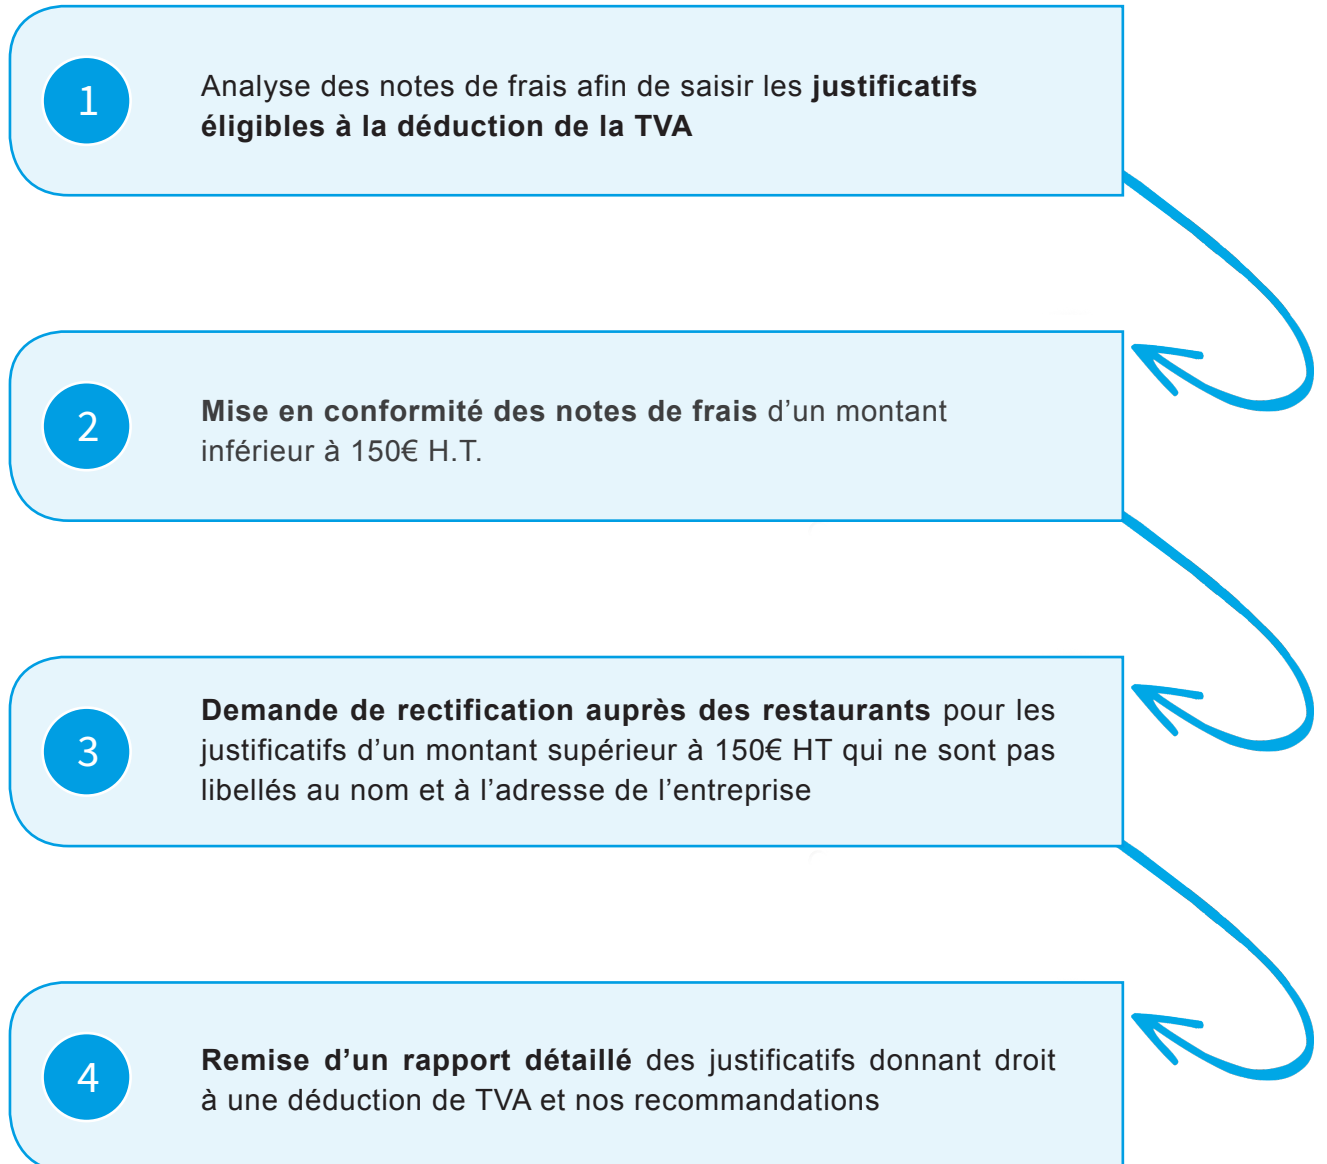 1
Analyse des notes de frais afin de saisir les justificatifs
éligibles à la déduction de la TVA
2
Mise en conformité des notes de frais d’un montant
inférieur à 150€ H.T.
3
Demande de rectification auprès des restaurants pour les
justificatifs d’un montant supérieur à 150€ HT qui ne sont pas
libellés au nom et à l’adresse de l’entreprise
4
Remise d’un rapport détaillé des justificatifs donnant droit
à une déduction de TVA et nos recommandations